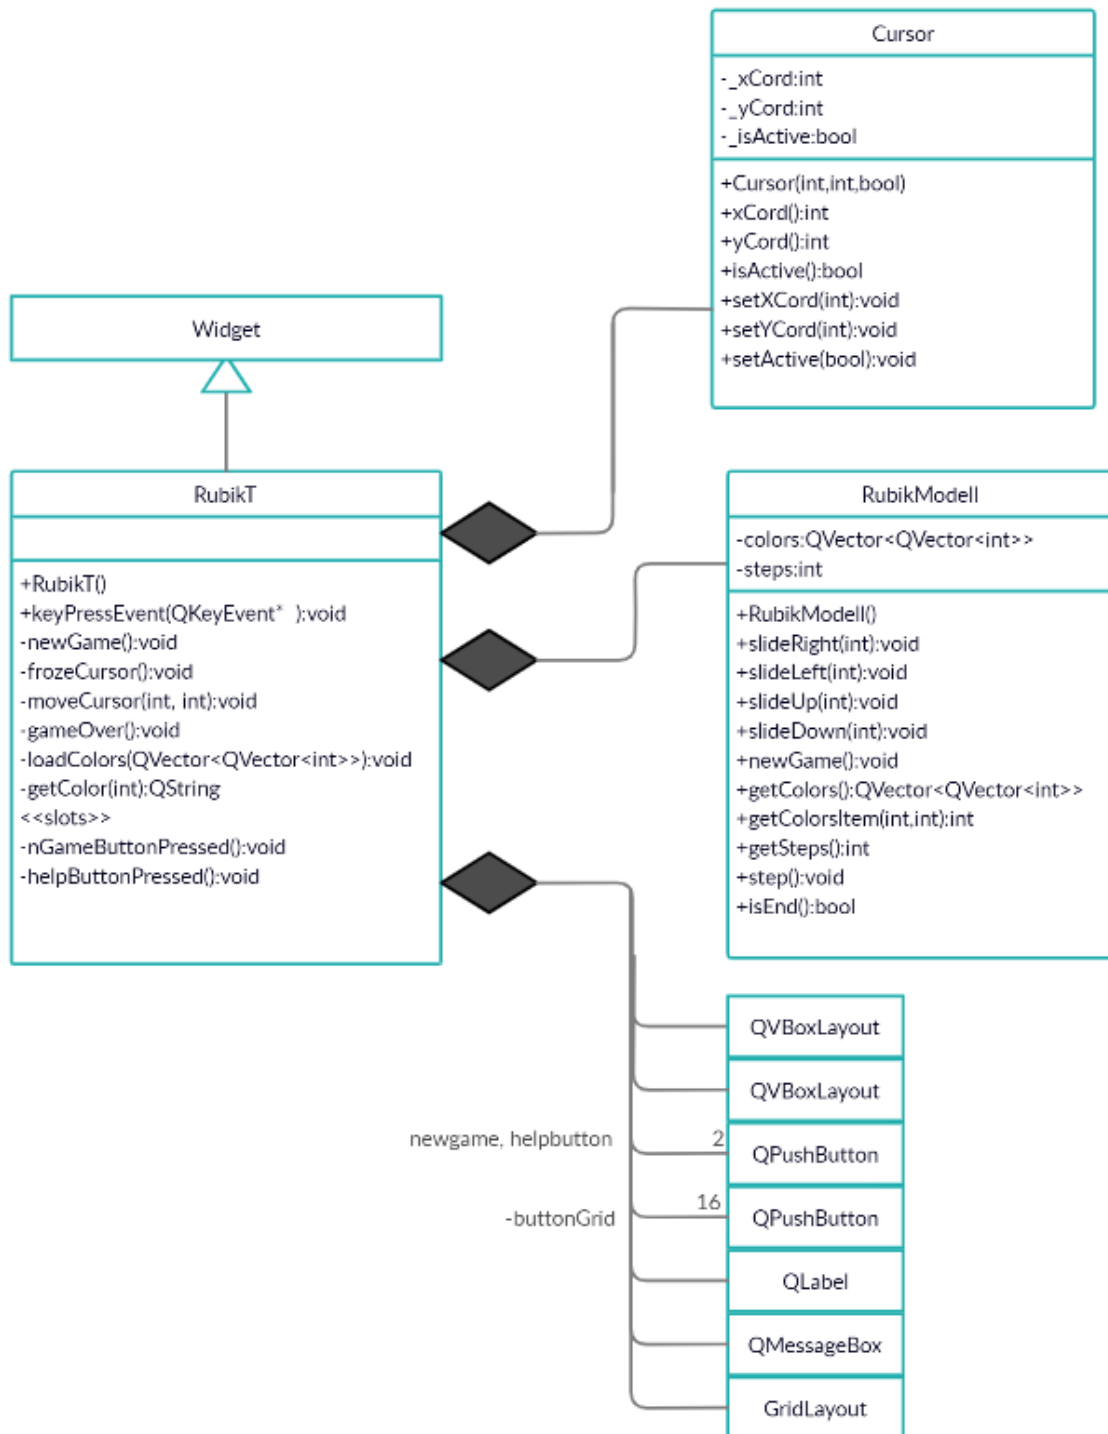 Cursor
-_xCord:int
-_yCord:int
-_isActive:bool
+Cursor(int,int,bool)
+xCord():int
+yCord():int
+isActive():bool
+setXCord(int):void
+setYCord(int):void
+setActive(bool):void
Widget
RubikT
+RubikT()
+keyPressEvent(QKeyEvent* ):void
-newGame():void
-frozeCursor():void
-moveCursor(int, int):void
-gameOver():void
-loadColors(QVector<QVector<int>>):void
-getColor(int):QString
<<slots>>
-nGameButtonPressed():void
-helpButtonPressed():void
RubikModell
-colors:QVector<QVector<int>>
-steps:int
+RubikModell()
+slideRight(int):void
+slideLeft(int):void
+slideUp(int):void
+slideDown(int):void
+newGame():void
+getColors():QVector<QVector<int>>
+getColorsItem(int,int):int
+getSteps():int
+step():void
+isEnd():bool
QVBoxLayout
QVBoxLayout
newgame, helpbutton
2
QPushButton
-buttonGrid
16
QPushButton
QLabel
QMessageBox
GridLayout